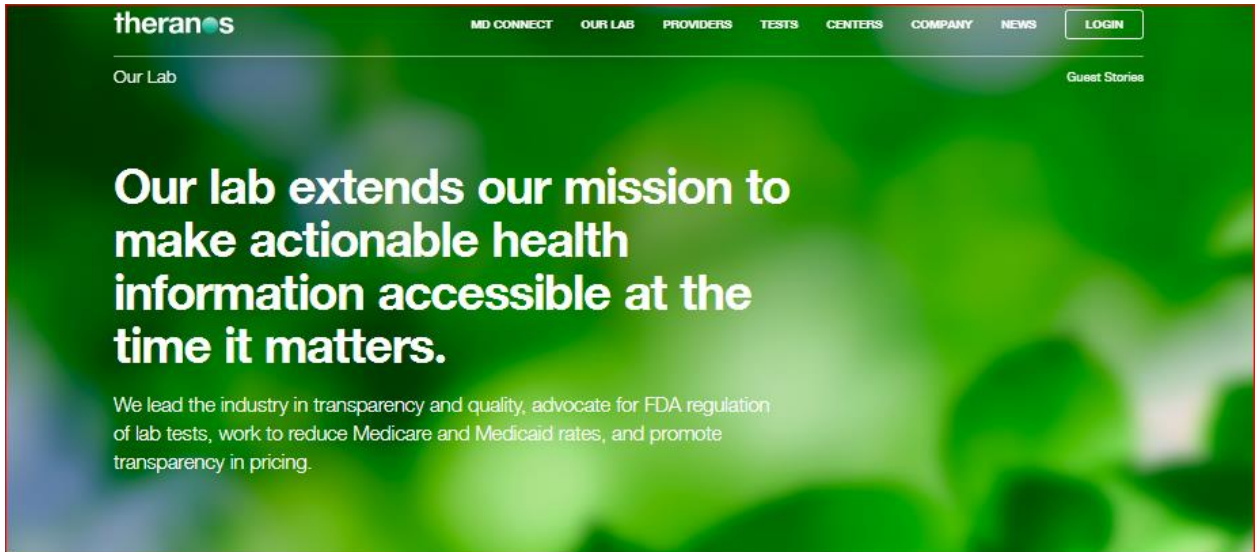 theranos
MD CONNECT OUR LAB PROVIDERS TESTS CENTERS COMPANY NEWS LOGIN
Our Lab
Guest Stories
Our lab extends our mission to
make actionable health
information accessible at the
time it matters.
We lead the industry in transparency and quality, advocate for FDA regulation
of lab tests, work to reduce Medicare and Medicaid rates, and promote
transparency in pricing.